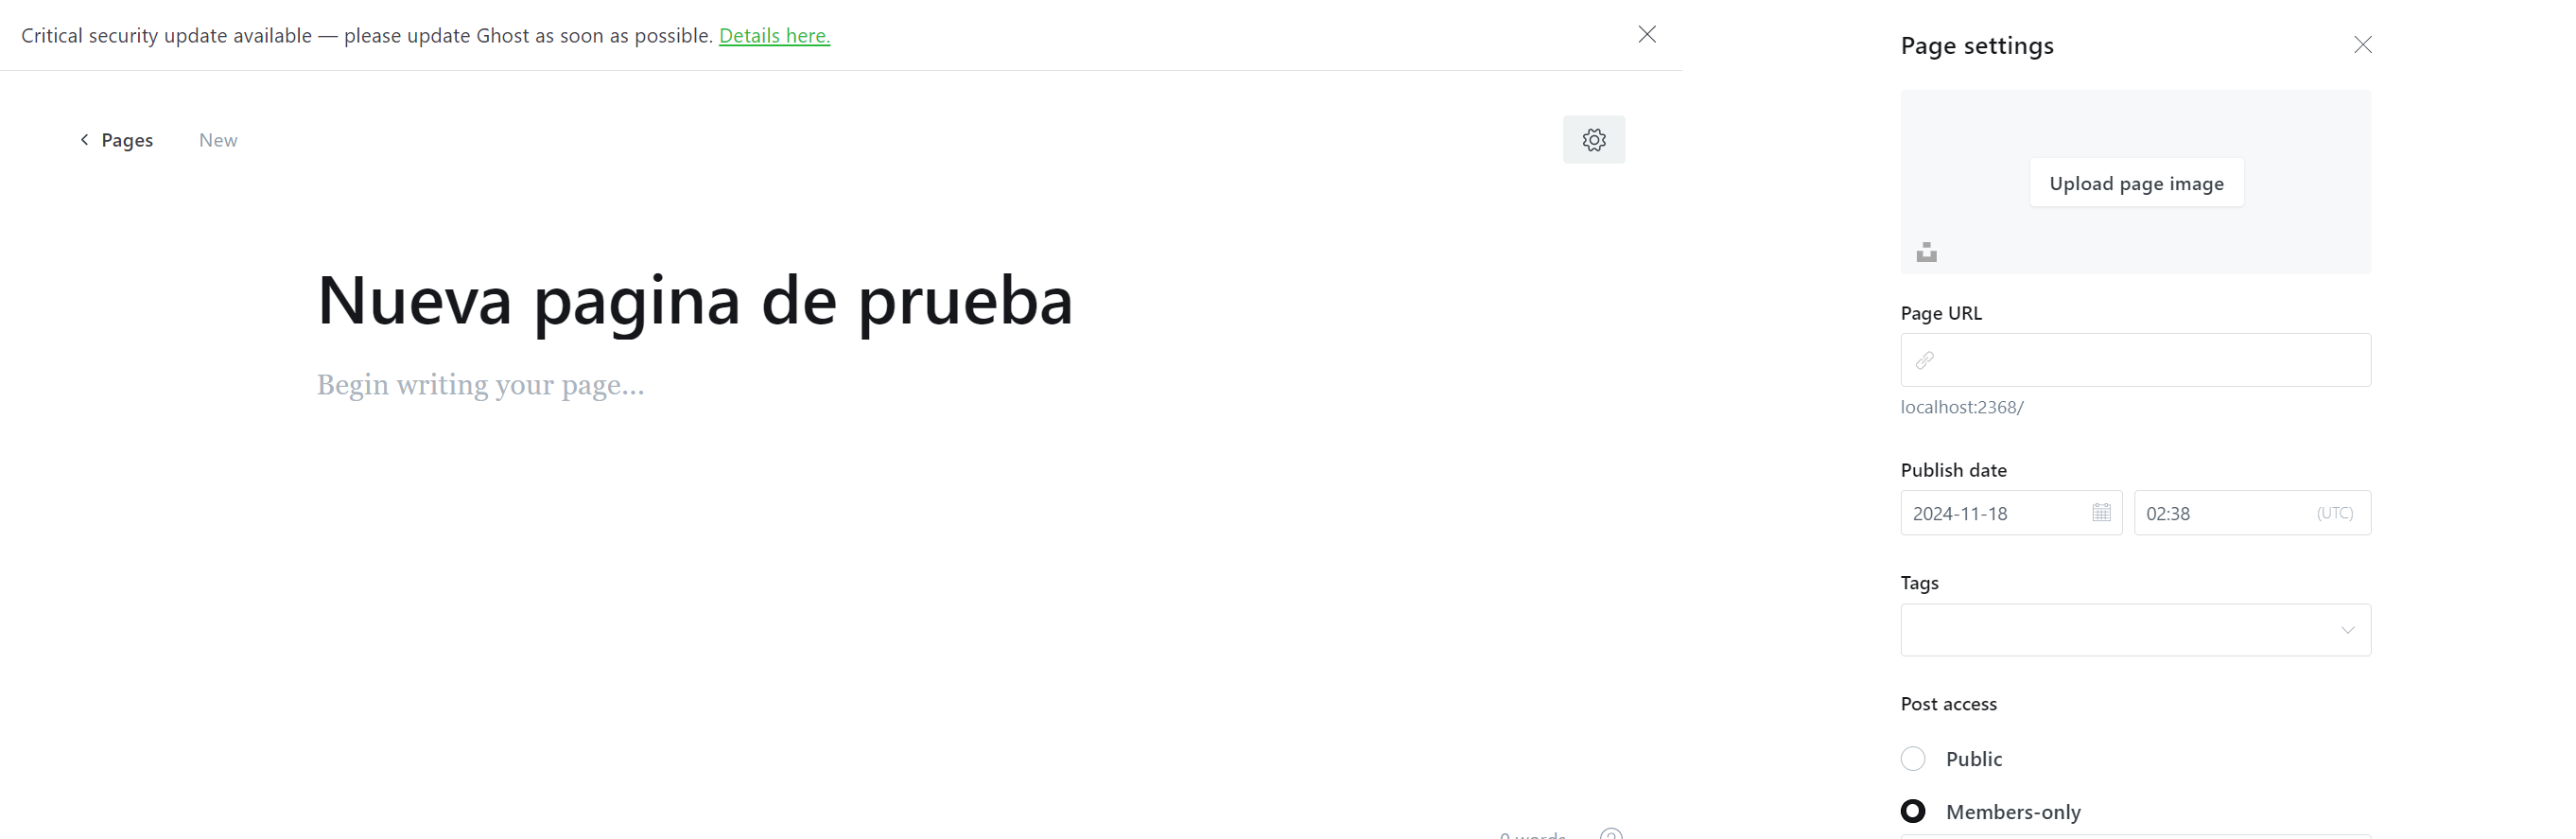 Critical security update available — please update Ghost as soon as possible. Details here.
Pages New
Nueva pagina de prueba
Begin writing your page...
0 words
Page settings
Upload page image
Page URL
localhost:2368/
Publish date
2024-11-18 02:38 (UTC)
Tags
Post access
Public
Members-only